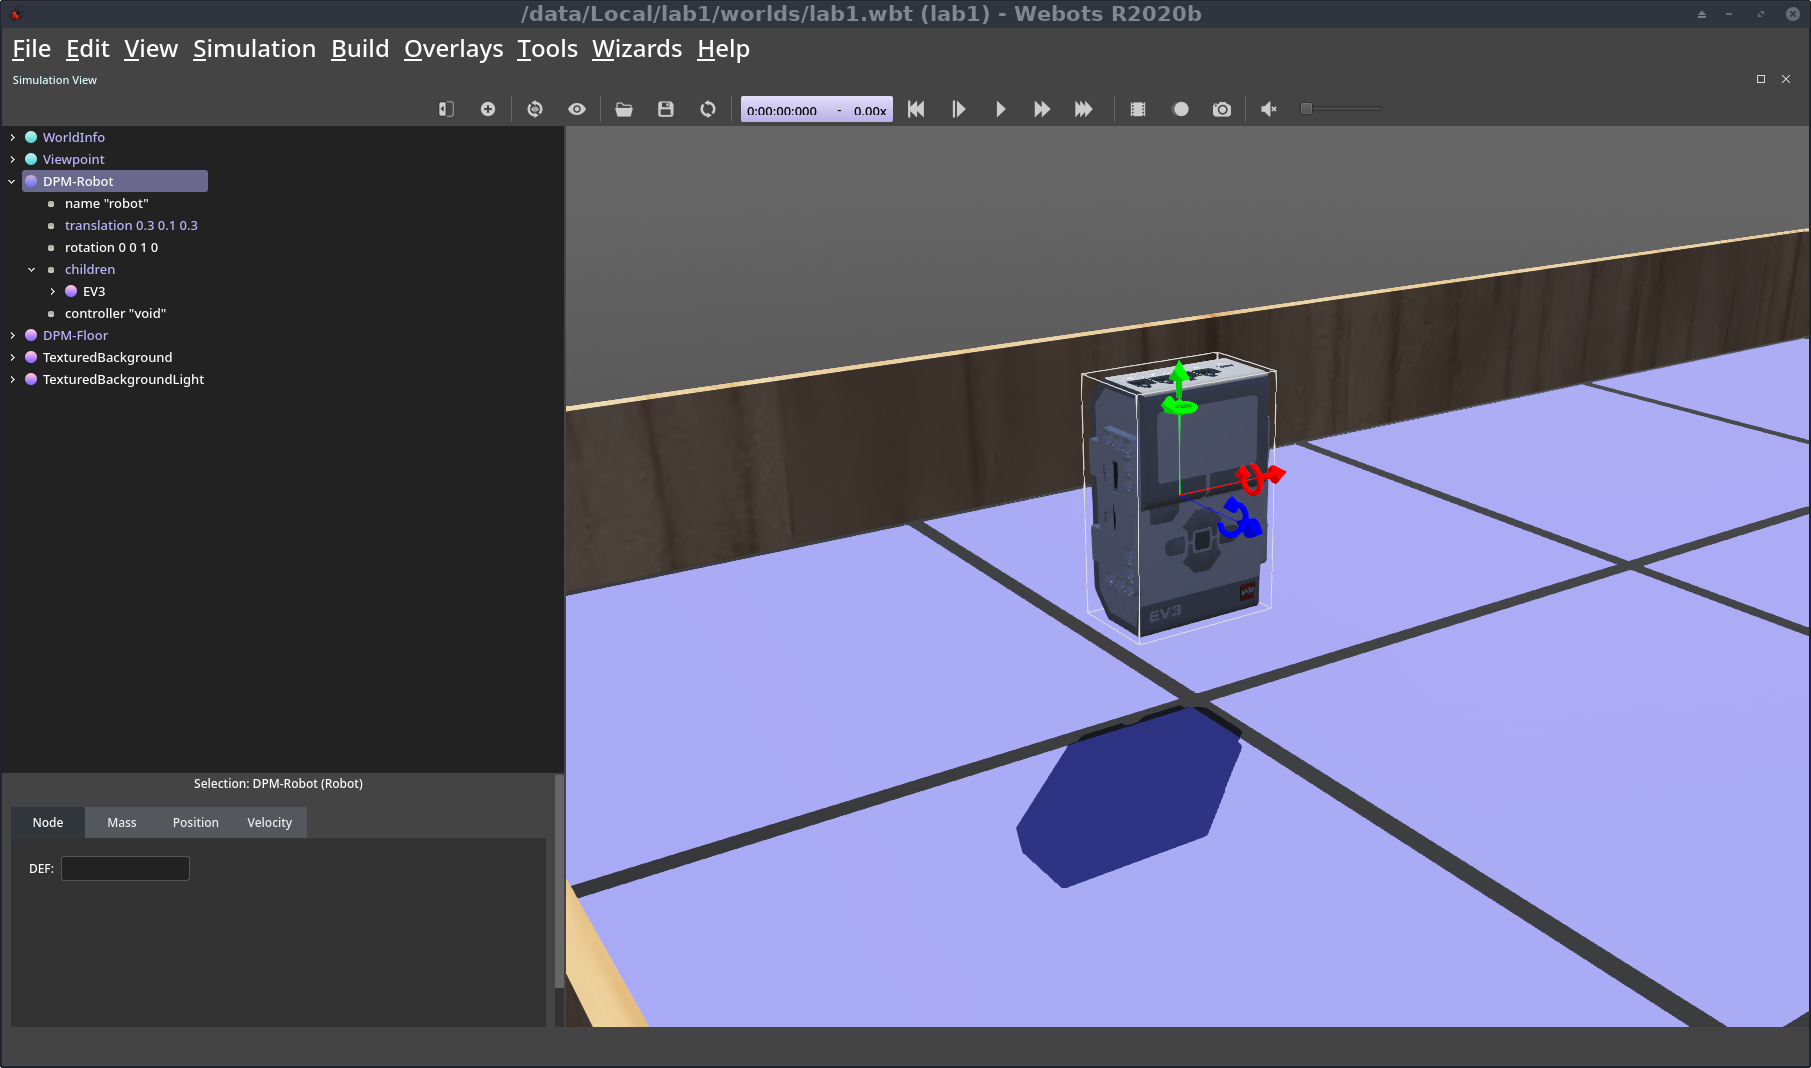 /data/Local/lab1/worlds/lab1.wbt (lab1) - Webots R2020b
File Edit View Simulation Build Overlays Tools Wizards Help
Simulation View
0:00:00:000 - 0.00x
WorldInfo
Viewpoint
DPM-Robot
name "robot"
translation 0.3 0.1 0.3
rotation 0 0 1 0
children
EV3
controller "void"
DPM-Floor
TexturedBackground
TexturedBackgroundLight
Selection: DPM-Robot (Robot)
Node Mass Position Velocity
DEF:
EV3